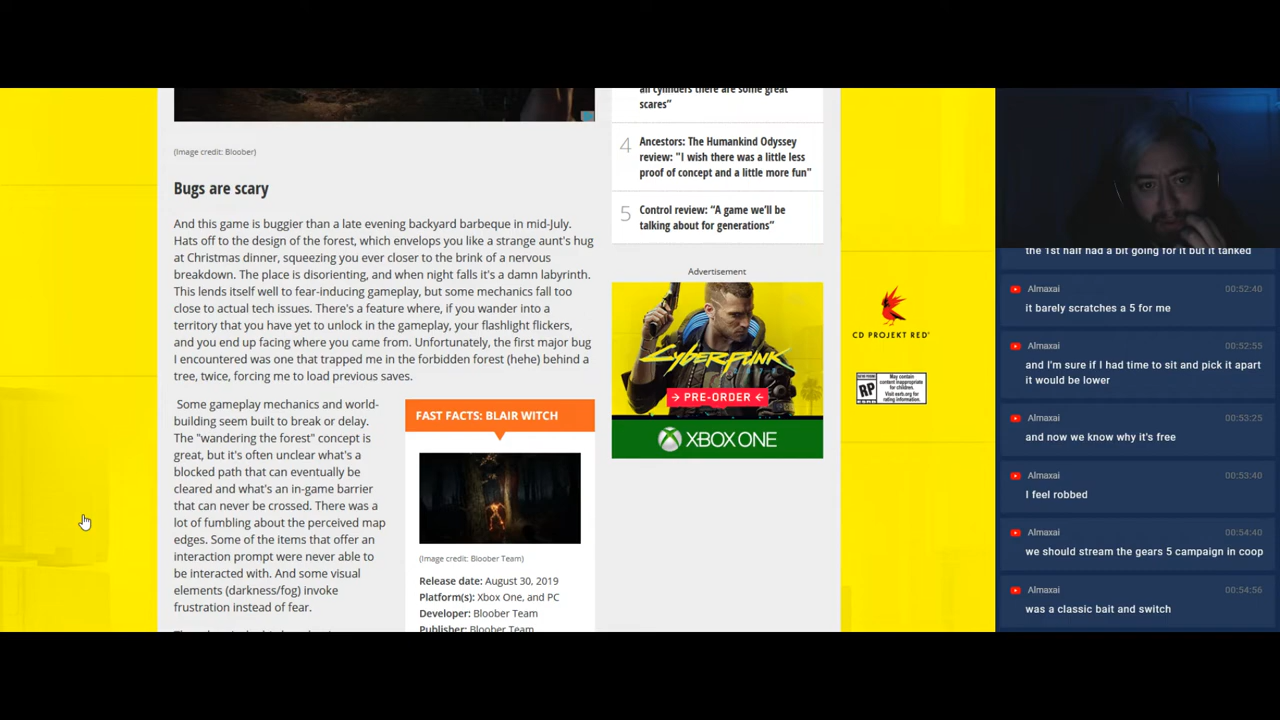 (Image credit: Bloober)
Bugs are scary
And this game is buggier than a late evening backyard barbeque in mid-July.
Hats off to the design of the forest, which envelops you like a strange aunt's hug
at Christmas dinner, squeezing you ever closer to the brink of a nervous
breakdown. The place is disorienting, and when night falls it's a damn labyrinth.
This lends itself well to fear-inducing gameplay, but some mechanics fall too
close to actual tech issues. There's a feature where, if you wander into a
territory that you have yet to unlock in the gameplay, your flashlight flickers,
and you end up facing where you came from. Unfortunately, the first major bug
I encountered was one that trapped me in the forbidden forest (hehe) behind a
tree, twice, forcing me to load previous saves.
Some gameplay mechanics and world-
building seem built to break or delay.
The "wandering the forest" concept is
great, but it's often unclear what's a
blocked path that can eventually be
cleared and what's an in-game barrier
that can never be crossed. There was a
lot of fumbling about the perceived map
edges. Some of the items that offer an
interaction prompt were never able to
be interacted with. And some visual
elements (darkness/fog) invoke
frustration instead of fear.
FAST FACTS: BLAIR WITCH
(Image credit: Bloober Team)
Release date: August 30, 2019
Platform(s): Xbox One, and PC
Developer: Bloober Team
Publisher: Bloober Team
all cylinders there are some great
scares"
4
Ancestors: The Humankind Odyssey
review: "I wish there was a little less
proof of concept and a little more fun"
5
Control review: "A game we'll be
talking about for generations"
Advertisement
Cyberpunk
PRE-ORDER
XBOX ONE
CD PROJEKT RED
RP
May contain
content inappropriate
for children.
Visit esrb.org for
rating information.
the 1st half had a bit going for it but it tanked
Almaxai 00:52:40
it barely scratches a 5 for me
Almaxai 00:52:55
and I'm sure if I had time to sit and pick it apart
it would be lower
Almaxai 00:53:25
and now we know why it's free
Almaxai 00:53:40
I feel robbed
Almaxai 00:54:40
we should stream the gears 5 campaign in coop
Almaxai 00:54:56
was a classic bait and switch